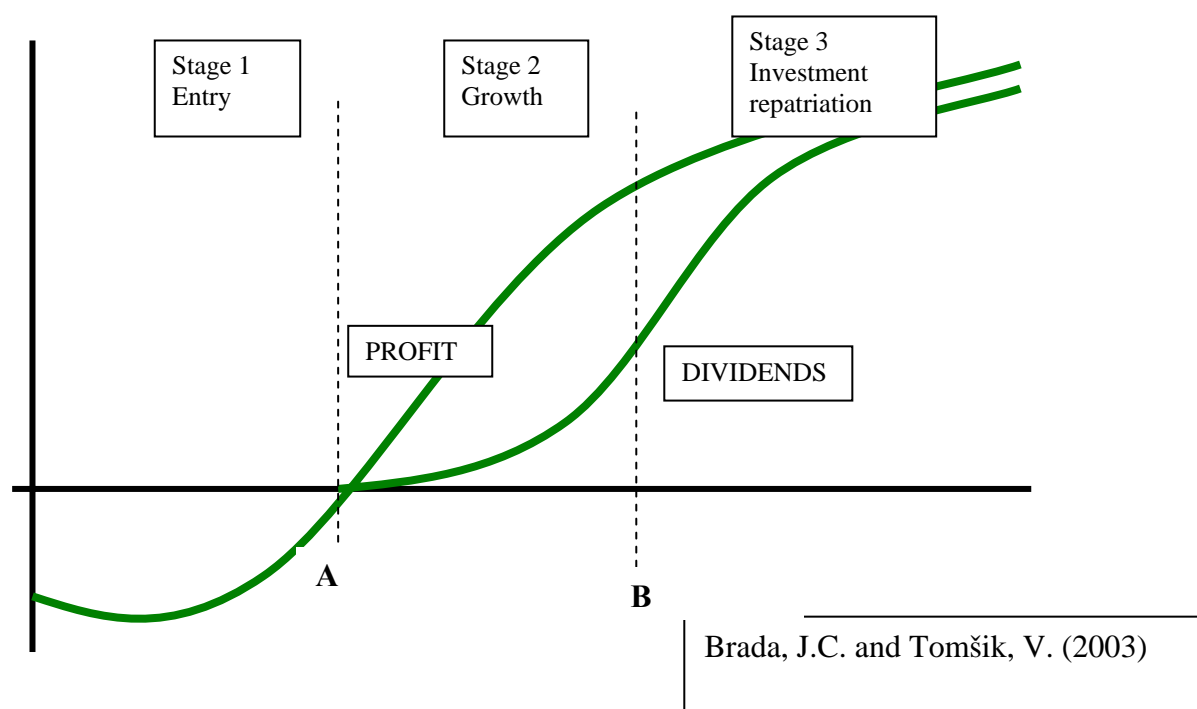 Stage 1
Entry
Stage 2
Growth
Stage 3
Investment
repatriation
PROFIT
DIVIDENDS
A
B
Brada, J.C. and Tomšik, V. (2003)